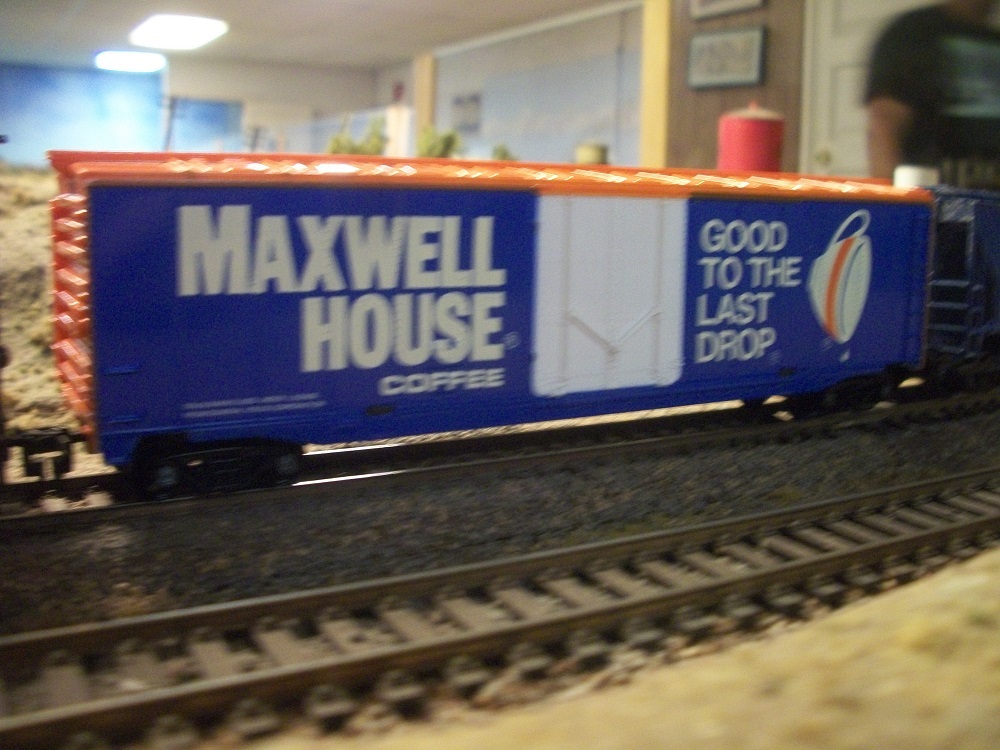 MAXWELL
HOUSE®
COFFEE
GOOD
TO THE
LAST
DROP